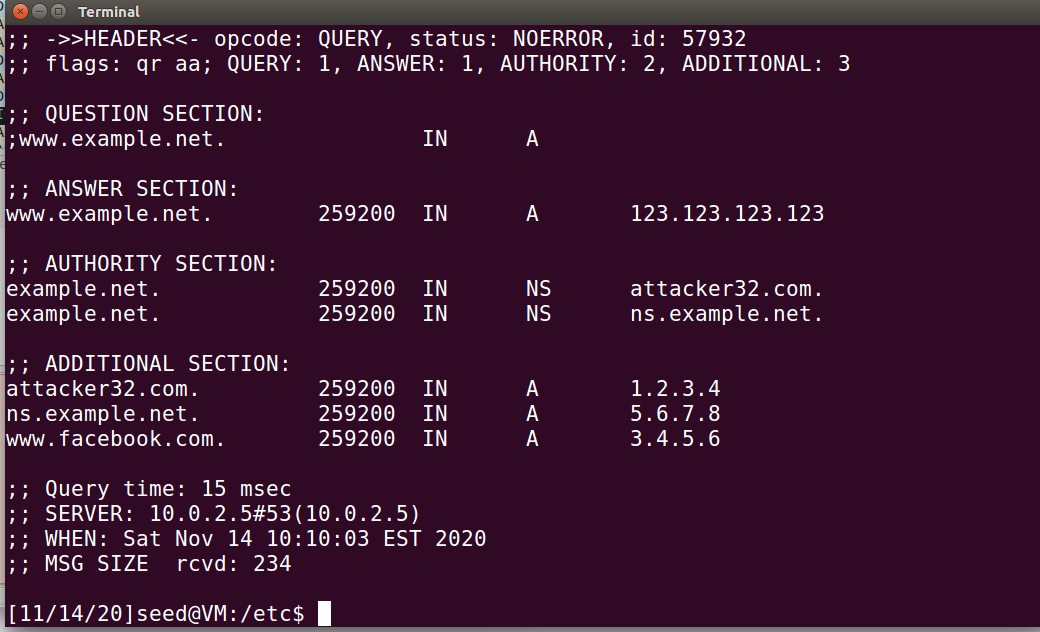 Terminal
;; ->>HEADER<<- opcode: QUERY, status: NOERROR, id: 57932
;; flags: qr aa; QUERY: 1, ANSWER: 1, AUTHORITY: 2, ADDITIONAL: 3
;; QUESTION SECTION:
;www.example.net. IN A
;; ANSWER SECTION:
www.example.net. 259200 IN A 123.123.123.123
;; AUTHORITY SECTION:
example.net. 259200 IN NS attacker32.com.
example.net. 259200 IN NS ns.example.net.
;; ADDITIONAL SECTION:
attacker32.com. 259200 IN A 1.2.3.4
ns.example.net. 259200 IN A 5.6.7.8
www.facebook.com. 259200 IN A 3.4.5.6
;; Query time: 15 msec
;; SERVER: 10.0.2.5#53(10.0.2.5)
;; WHEN: Sat Nov 14 10:10:03 EST 2020
;; MSG SIZE  rcvd: 234
[11/14/20]seed@VM:/etc$